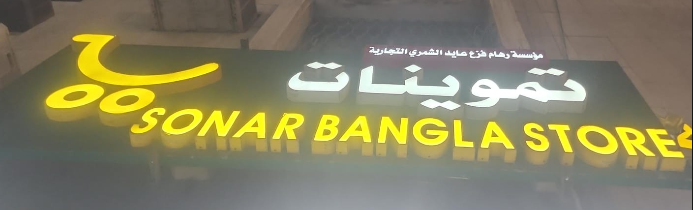 مؤسسة رهام فزع عايد الشمري التجارية
تموينات
SONAR BANGLA STORE